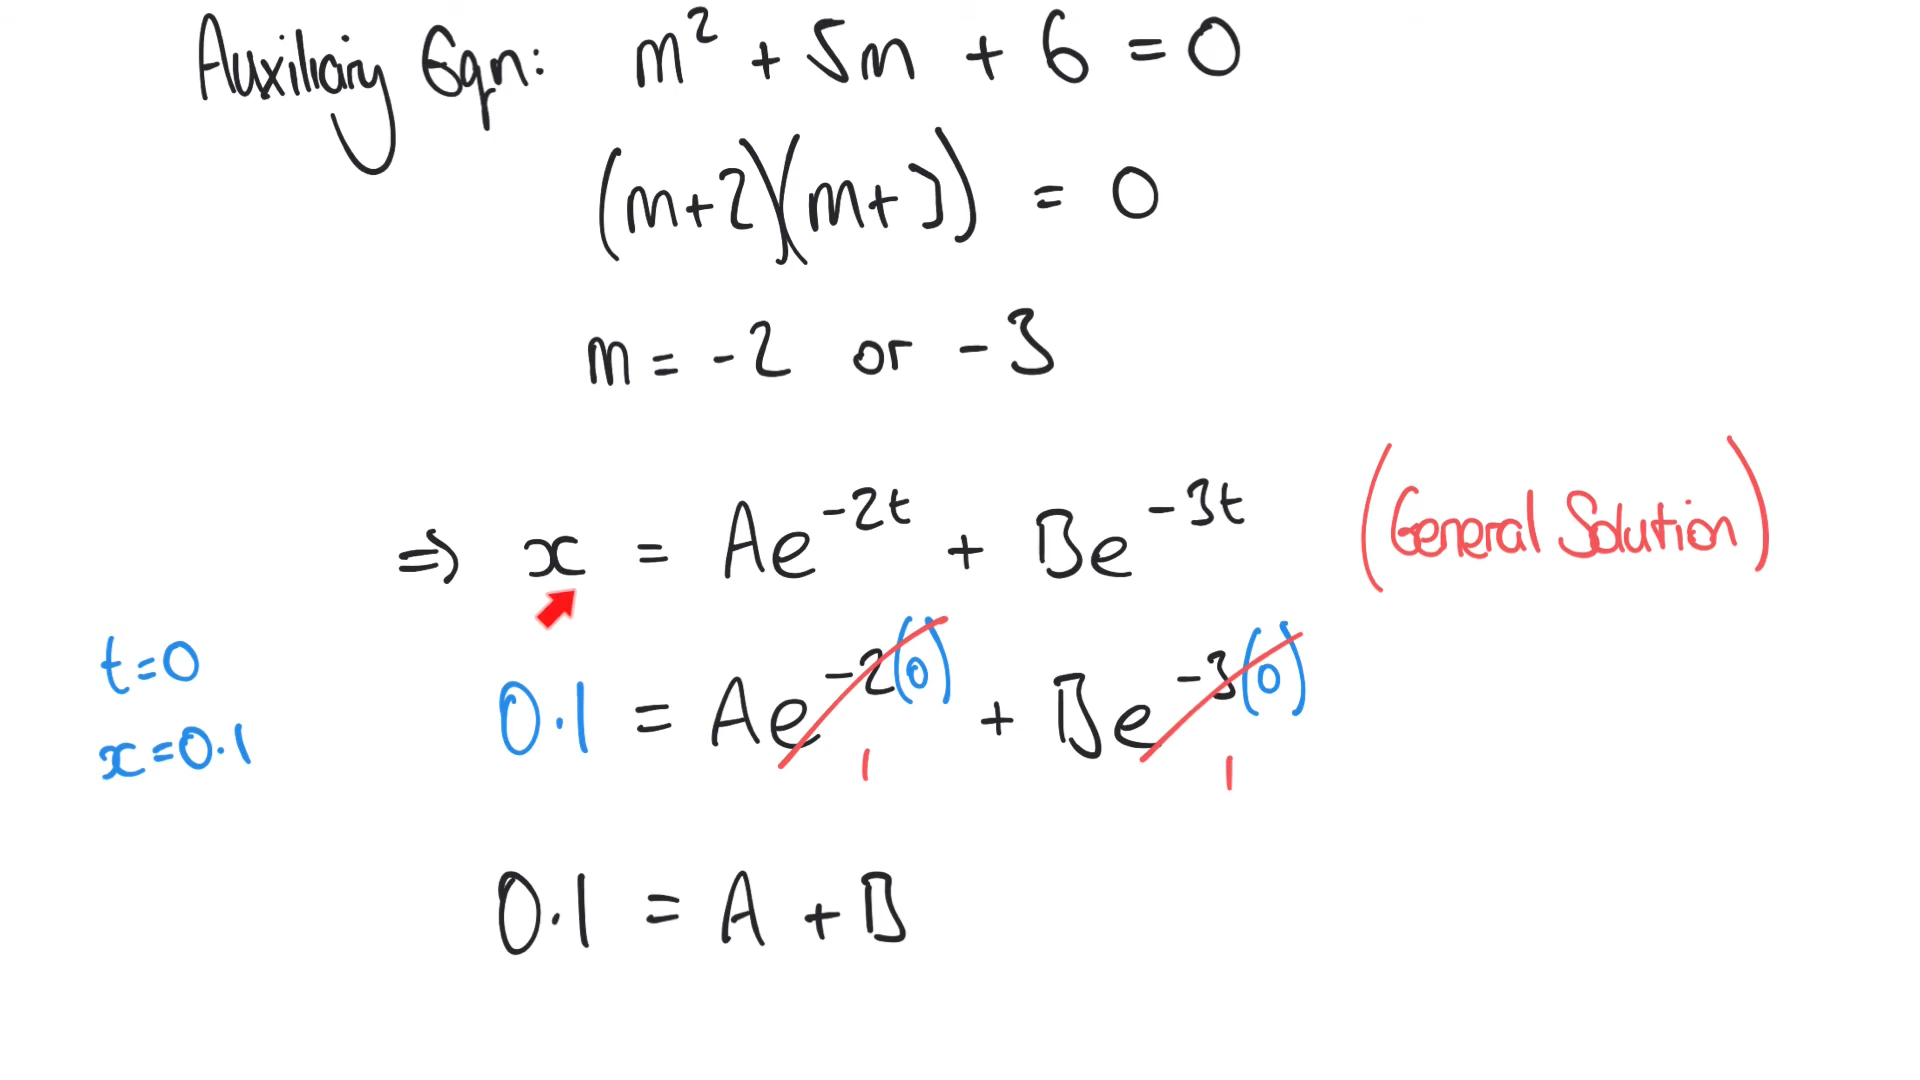 Auxiliary Eqn: m² + 5m + 6 = 0
(m+2)(m+3) = 0
m = -2 or -3
⇒ x = Ae^{-2t} + Be^{-3t} (General Solution)
t=0
0.1 = Ae^{-2(0)} + Be^{-3(0)}
x=0.1
1 1
0.1 = A + B